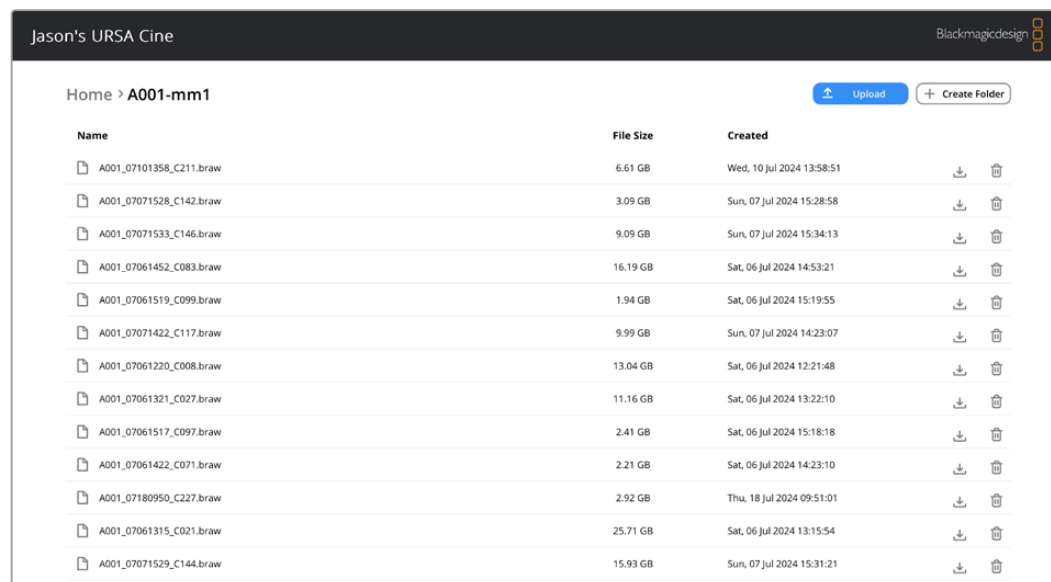 Jason's URSA Cine
Blackmagicdesign
Home > A001-mm1
Upload
+ Create Folder
Name File Size Created
A001_07101358_C211.braw 6.61 GB Wed, 10 Jul 2024 13:58:51
A001_07071528_C142.braw 3.09 GB Sun, 07 Jul 2024 15:28:58
A001_07071533_C146.braw 9.09 GB Sun, 07 Jul 2024 15:34:13
A001_07061452_C083.braw 16.19 GB Sat, 06 Jul 2024 14:53:21
A001_07061519_C099.braw 1.94 GB Sat, 06 Jul 2024 15:19:55
A001_07071422_C117.braw 9.99 GB Sun, 07 Jul 2024 14:23:07
A001_07061220_C008.braw 13.04 GB Sat, 06 Jul 2024 12:21:48
A001_07061321_C027.braw 11.16 GB Sat, 06 Jul 2024 13:22:10
A001_07061517_C097.braw 2.41 GB Sat, 06 Jul 2024 15:18:18
A001_07061422_C071.braw 2.21 GB Sat, 06 Jul 2024 14:23:10
A001_07180950_C227.braw 2.92 GB Thu, 18 Jul 2024 09:51:01
A001_07061315_C021.braw 25.71 GB Sat, 06 Jul 2024 13:15:54
A001_07071529_C144.braw 15.93 GB Sun, 07 Jul 2024 15:31:21